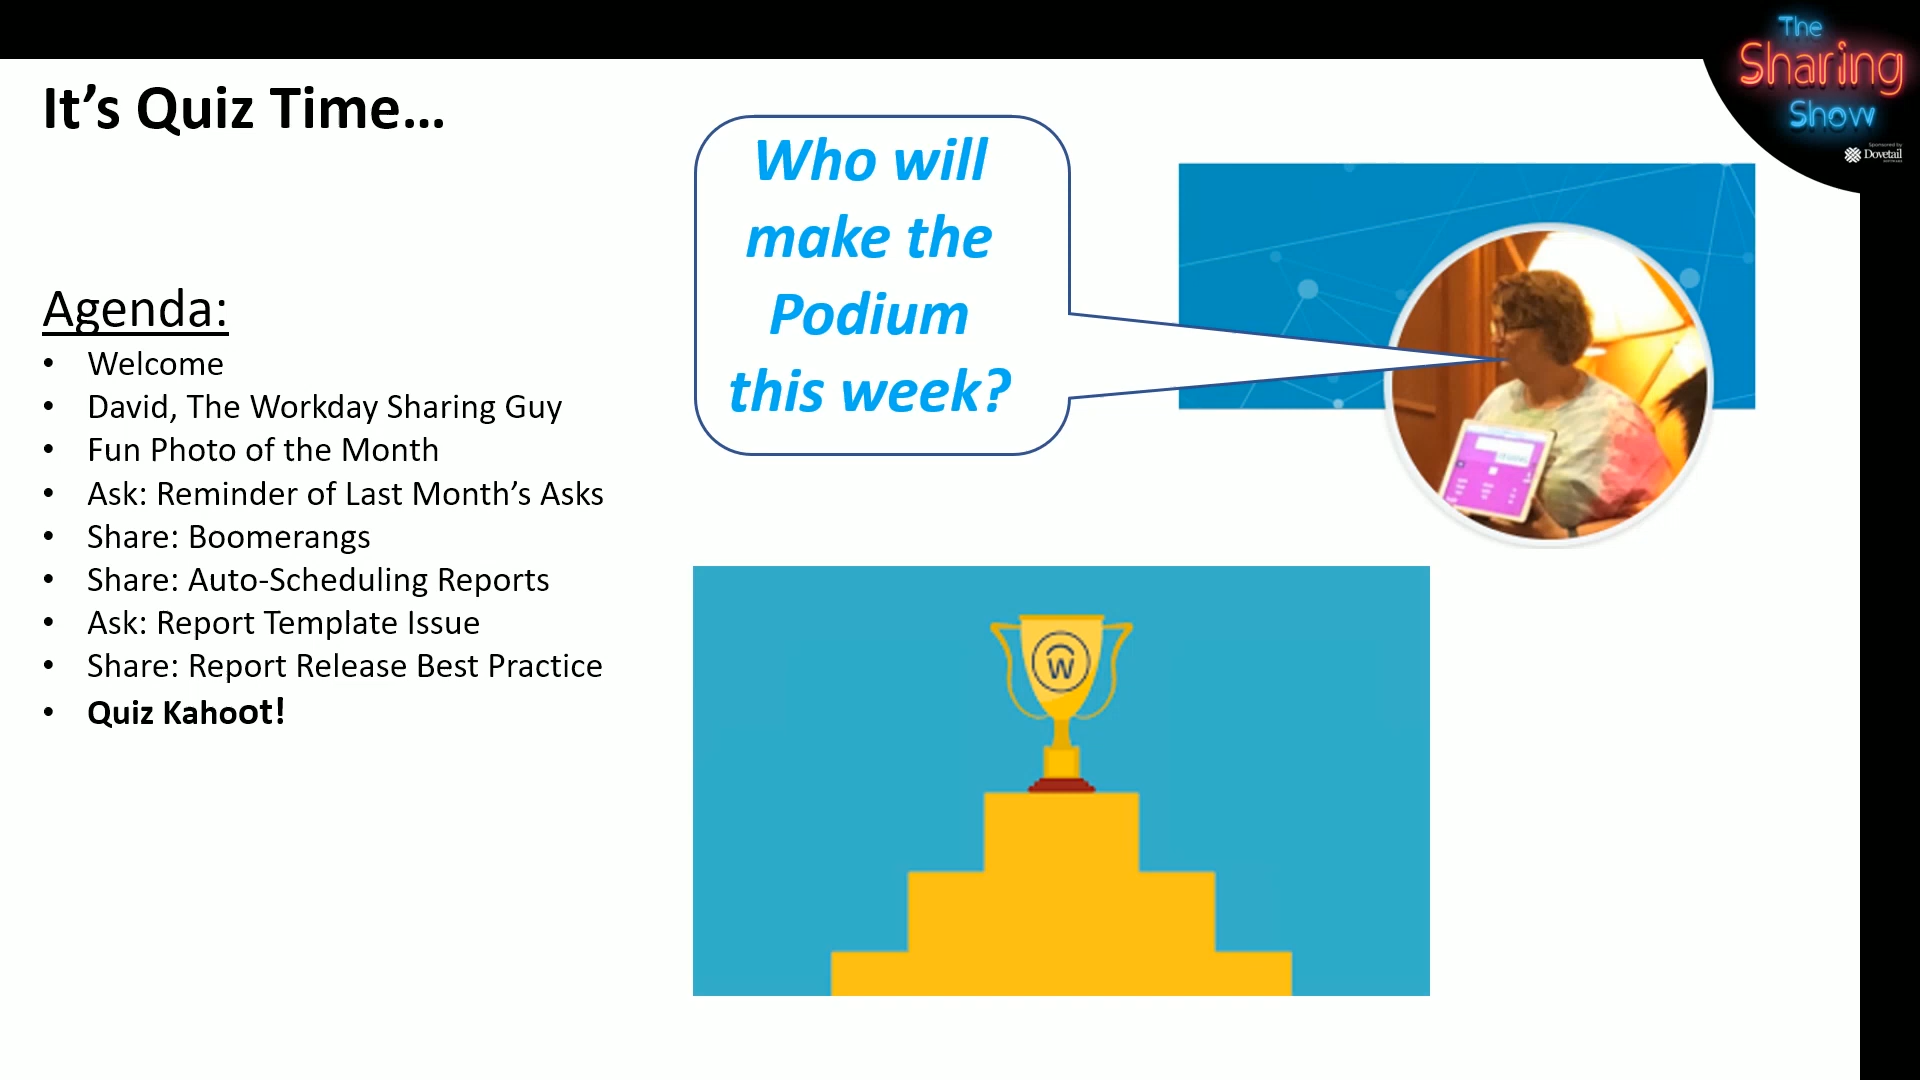 The
Sharing
Show
Sponsored by
Dovetail
It’s Quiz Time…
Who will
make the
Podium
this week?
Agenda:
• Welcome
• David, The Workday Sharing Guy
• Fun Photo of the Month
• Ask: Reminder of Last Month’s Asks
• Share: Boomerangs
• Share: Auto-Scheduling Reports
• Ask: Report Template Issue
• Share: Report Release Best Practice
• Quiz Kahoot!
W